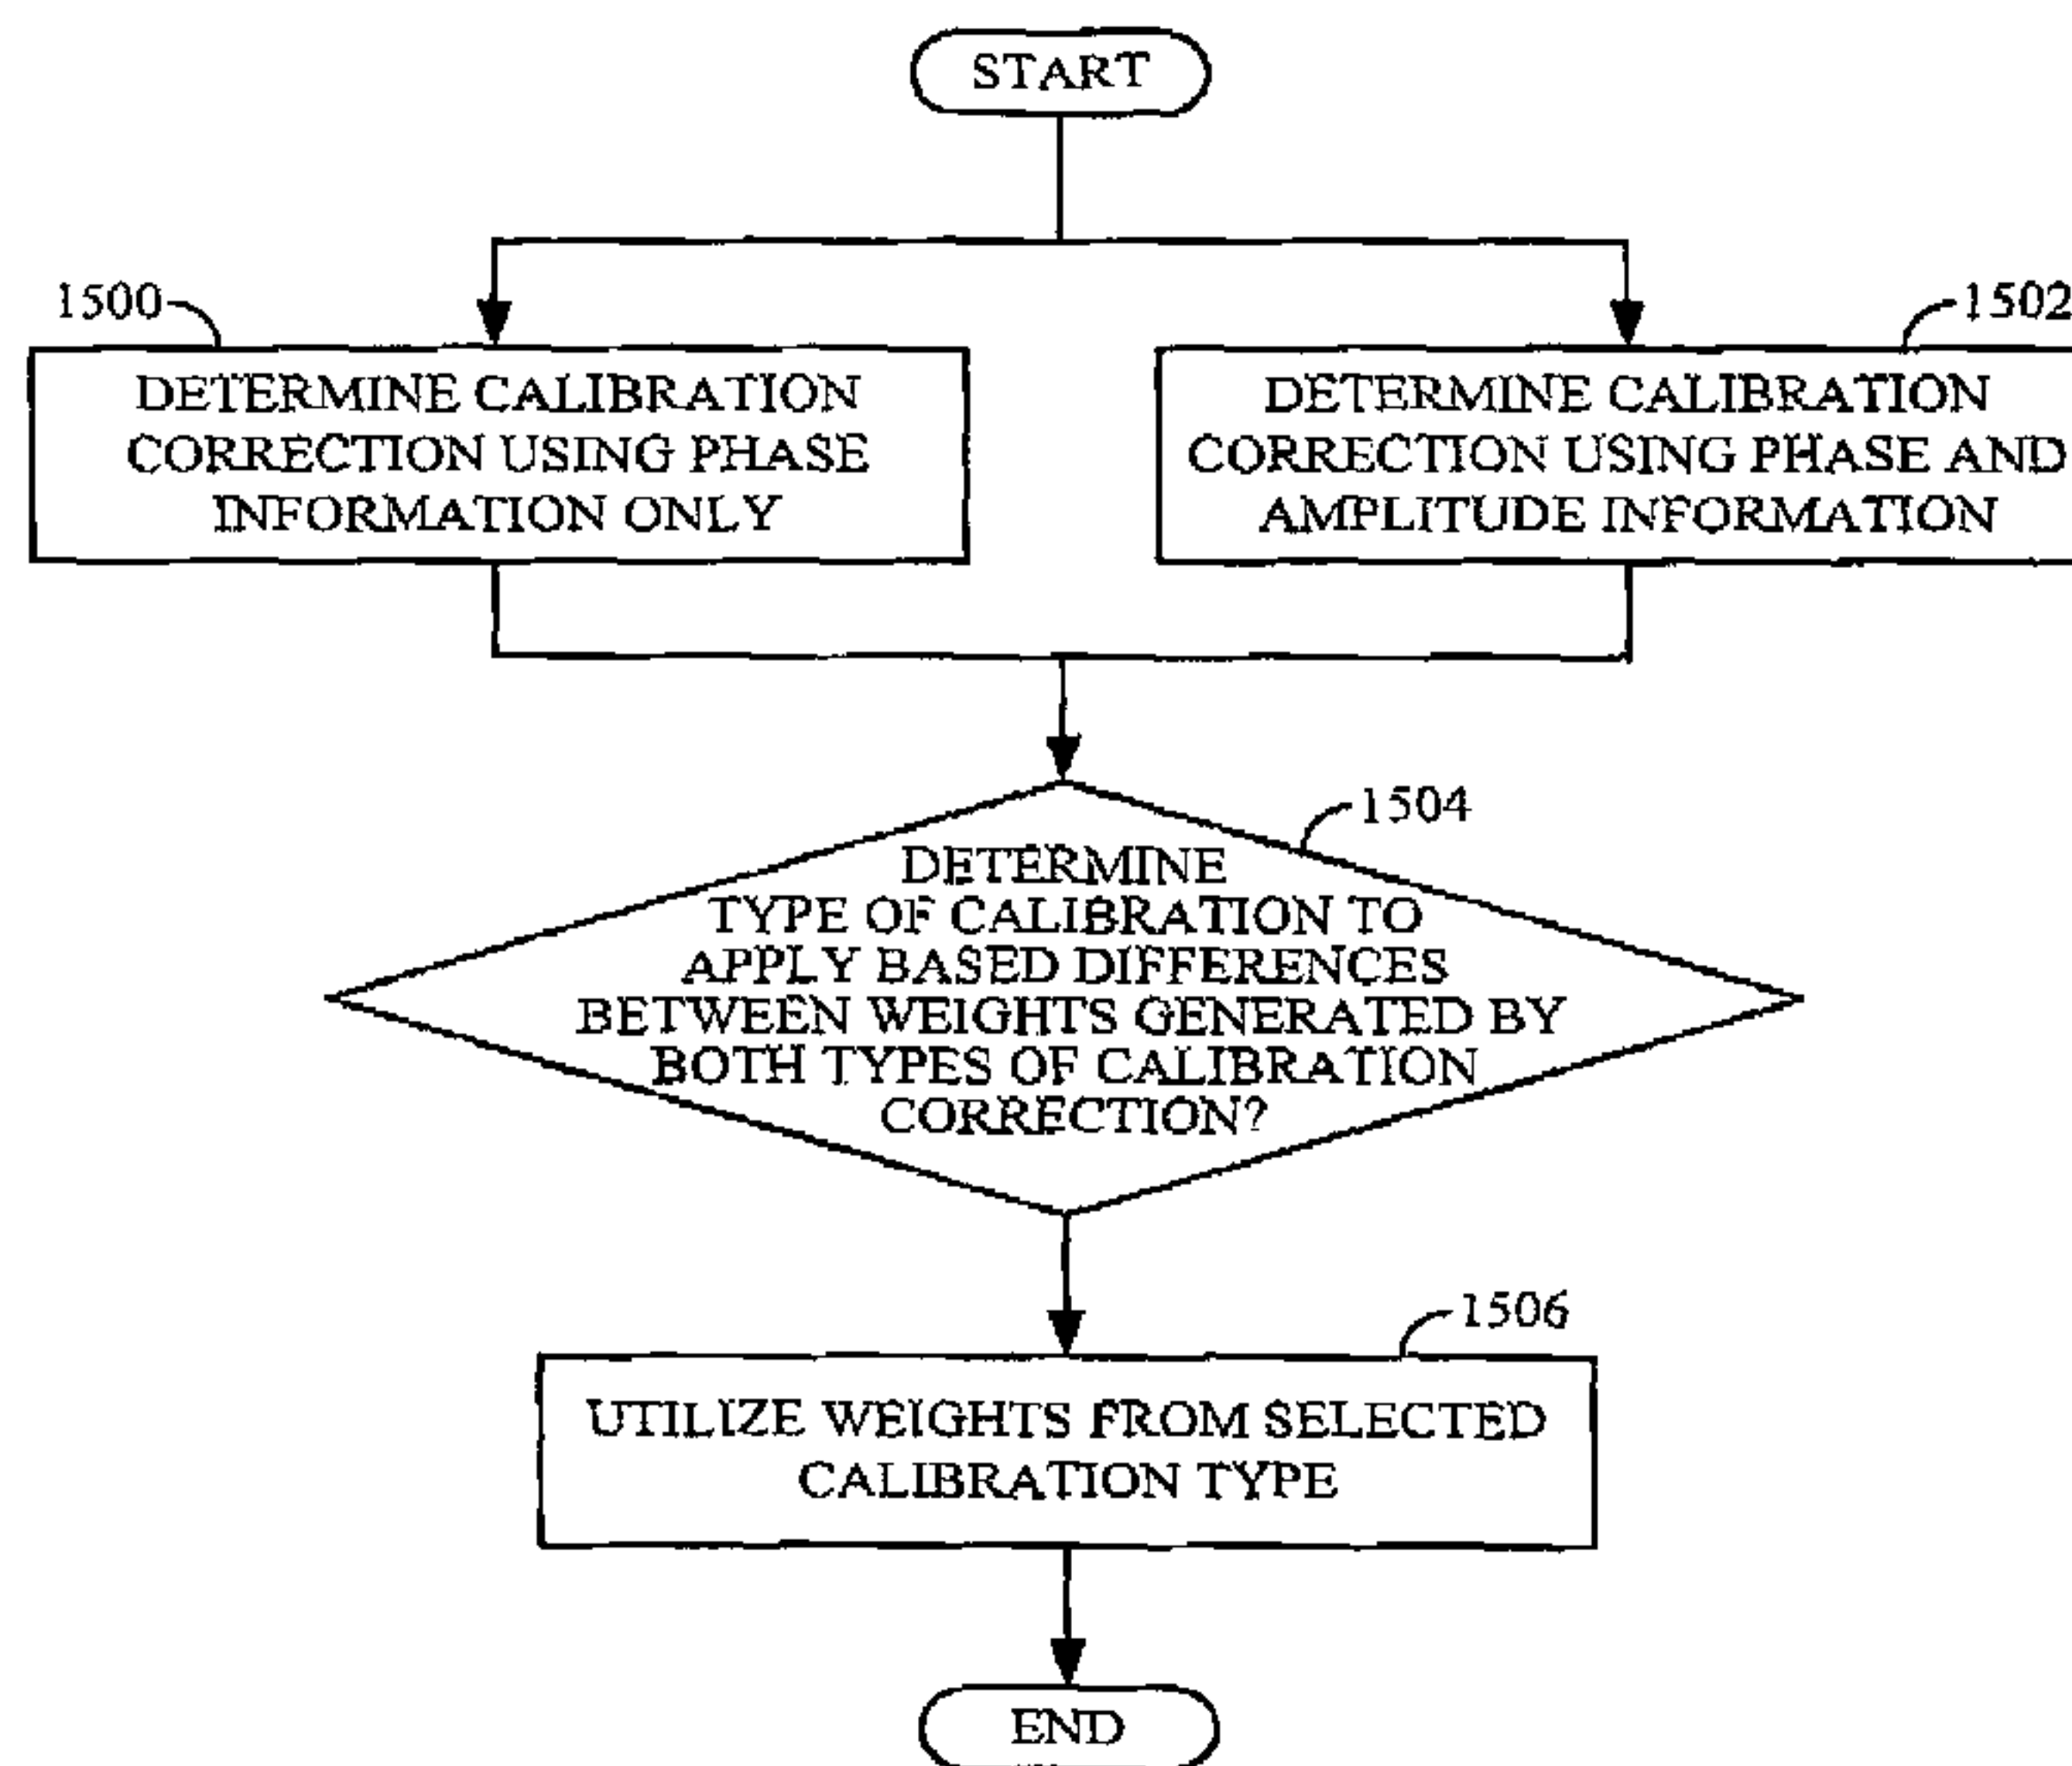 START
1500
DETERMINE CALIBRATION
CORRECTION USING PHASE
INFORMATION ONLY
1502
DETERMINE CALIBRATION
CORRECTION USING PHASE AND
AMPLITUDE INFORMATION
1504
DETERMINE
TYPE OF CALIBRATION TO
APPLY BASED DIFFERENCES
BETWEEN WEIGHTS GENERATED BY
BOTH TYPES OF CALIBRATION
CORRECTION?
1506
UTILIZE WEIGHTS FROM SELECTED
CALIBRATION TYPE
END